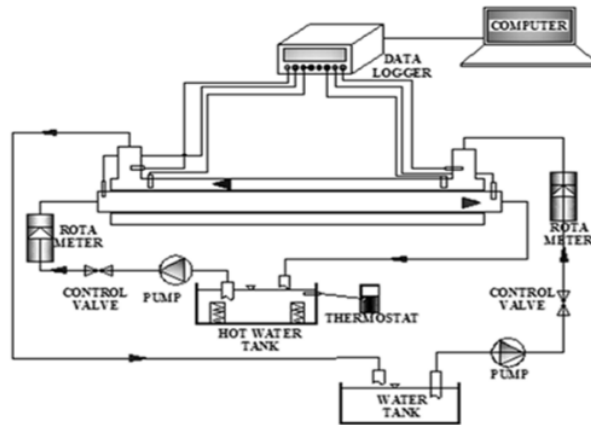 COMPUTER
DATA
LOGGER
ROTA
METER
ROTA
METER
CONTROL
VALVE
PUMP
THERMOSTAT
HOT WATER
TANK
CONTROL
VALVE
PUMP
WATER
TANK